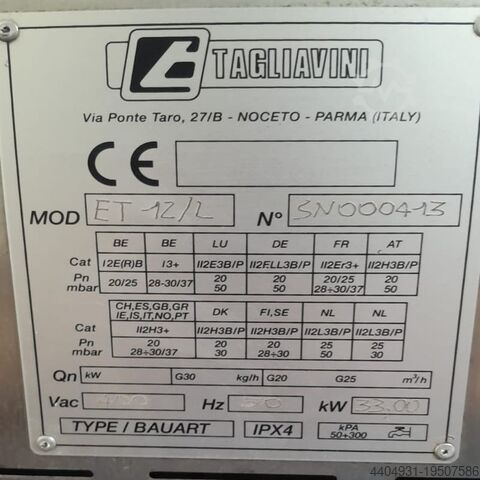 TAGLIAVINI
Via Ponte Taro, 27/B - NOCETO - PARMA (ITALY)
CE
MOD ET 12/L N° SN000413
BE BE LU DE FR AT
Cat I2E(R)B I3+ II2E3B/P II2ELL3B/P II2Er3+ II2H3B/P
Pn mbar 20/25 28-30/37 20 50 20 50 20/25 28÷30/37 20 50
CH,ES,GB,GR IE,IS,IT,NO,PT DK FI,SE NL NL
Cat II2H3+ II2H3B/P II2H3B/P II2L3B/P II2L3B/P
Pn mbar 20 28÷30/37 20 30 20 28÷30 25 50 25 30
Qn kW G30 kg/h G20 G25 m³/h
Vac 400 Hz 50 kW 33.00
TYPE / BAUART IPX4 kPA 50÷300
4404931-19507586